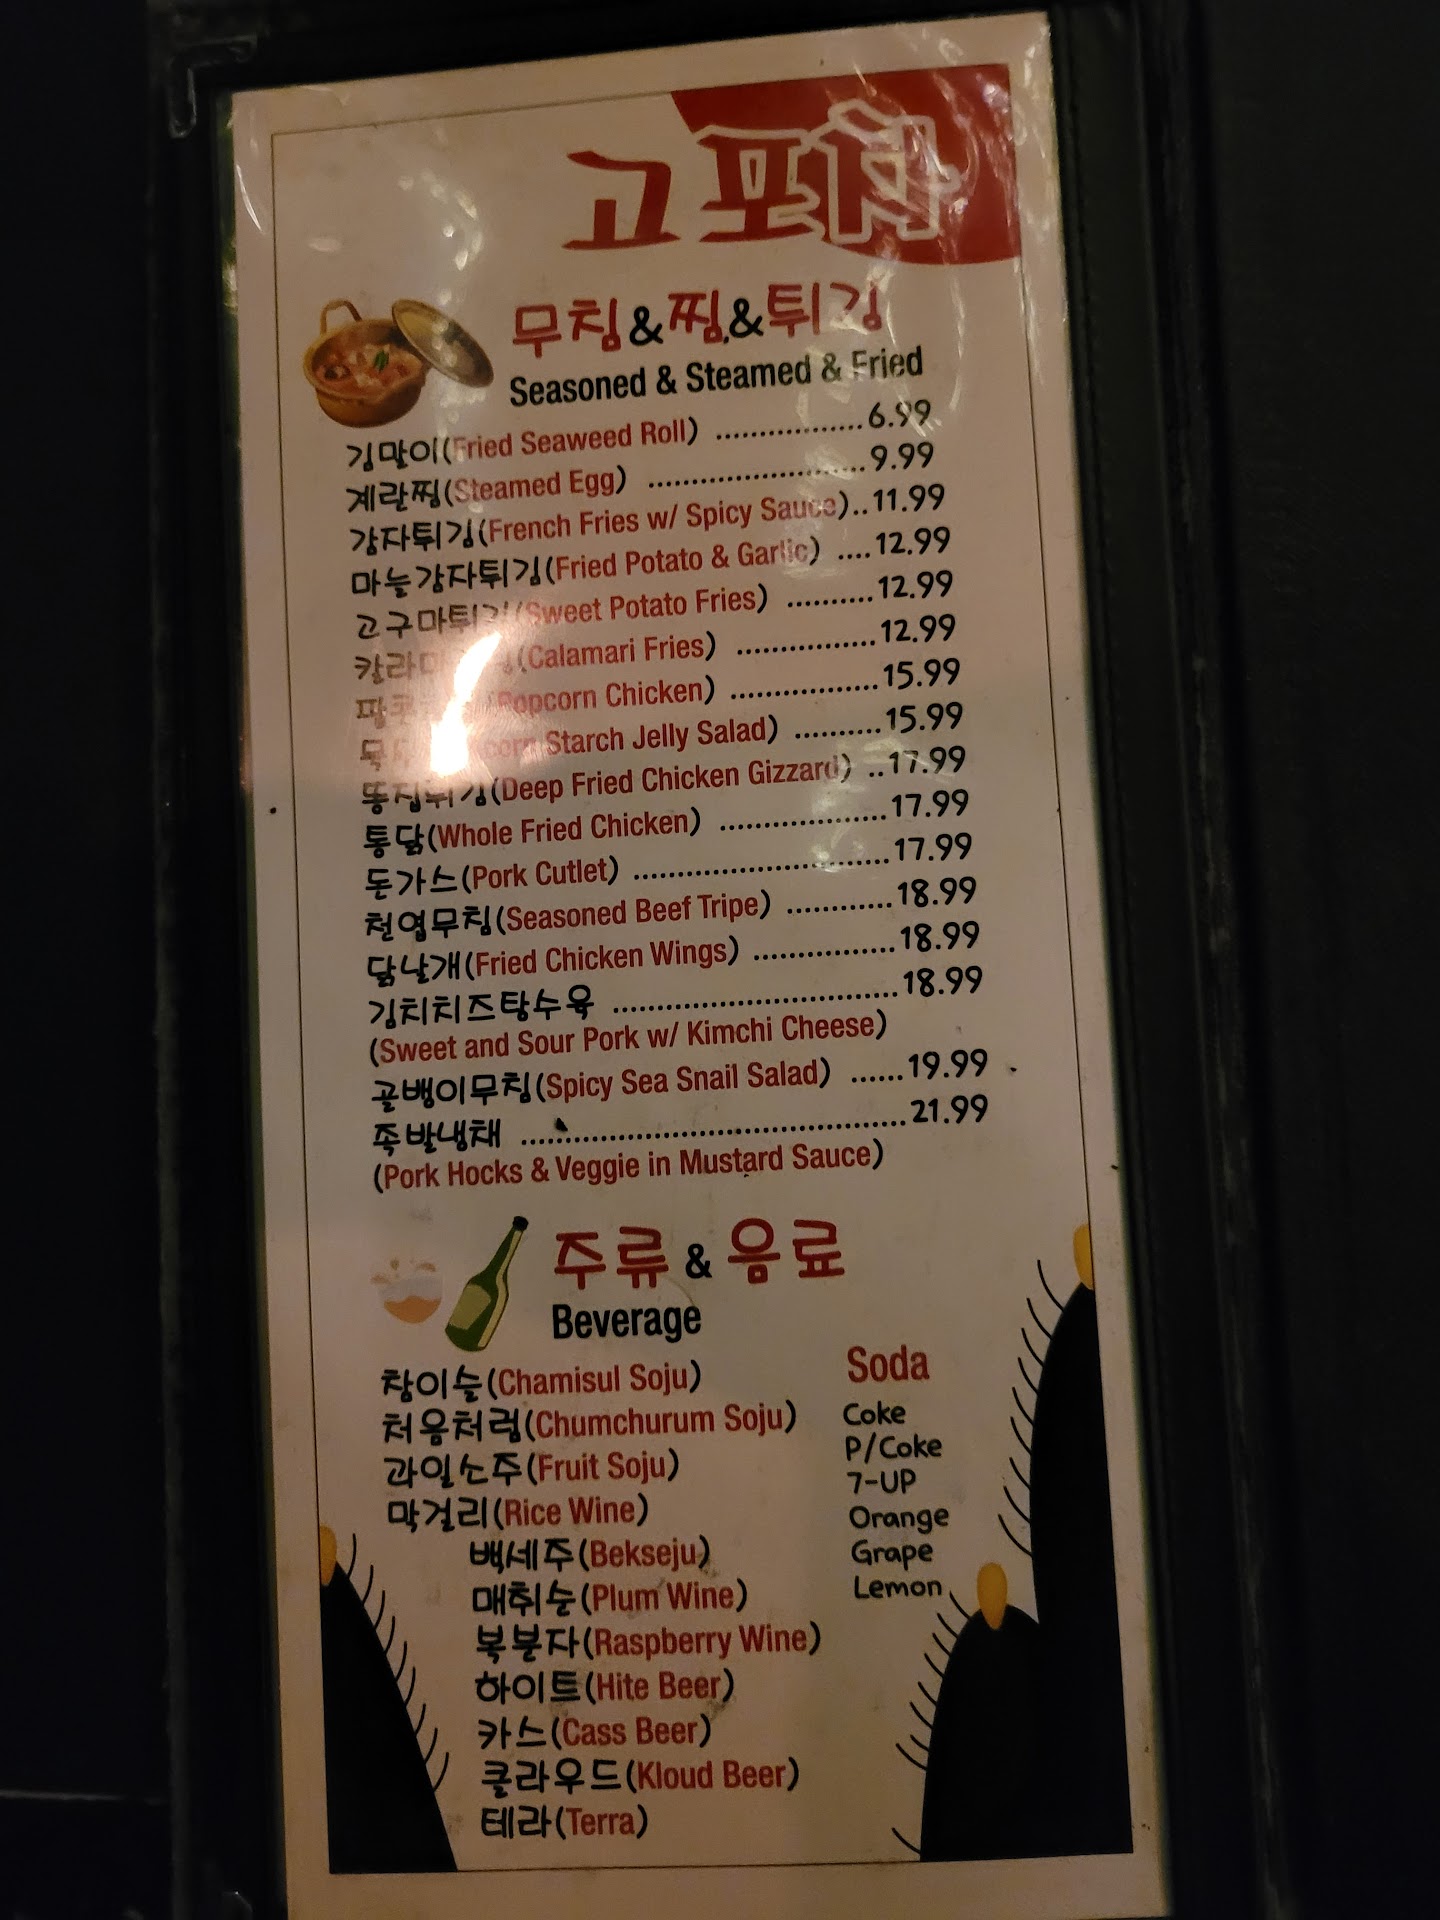 고포차
무침&찜&튀김
Seasoned & Steamed & Fried
김말이(Fried Seaweed Roll) ................. 6.99
계란찜(Steamed Egg) ......................... 9.99
감자튀김(French Fries w/ Spicy Sauce)..11.99
마늘감자튀김(Fried Potato & Garlic) ....12.99
고구마튀김(Sweet Potato Fries) ..........12.99
(Calamari Fries) ................12.99
(Popcorn Chicken) .................15.99
(Acorn Starch Jelly Salad) ..........15.99
똥집튀김(Deep Fried Chicken Gizzard) ..17.99
통닭(Whole Fried Chicken) ...................17.99
돈가스(Pork Cutlet) .............................17.99
천엽무침(Seasoned Beef Tripe) ............18.99
닭날개(Fried Chicken Wings) ................18.99
김치치즈탕수육 .................................18.99
(Sweet and Sour Pork w/ Kimchi Cheese)
골뱅이무침(Spicy Sea Snail Salad) ......19.99
족발냉채 ............................................21.99
(Pork Hocks & Veggie in Mustard Sauce)
주류 & 음료
Beverage
참이슬(Chamisul Soju)
처음처럼(Chumchurum Soju)
과일소주(Fruit Soju)
막걸리(Rice Wine)
백세주(Bekseju)
매취순(Plum Wine)
복분자(Raspberry Wine)
하이트(Hite Beer)
카스(Cass Beer)
클라우드(Kloud Beer)
테라(Terra)
Soda
Coke
P/Coke
7-UP
Orange
Grape
Lemon